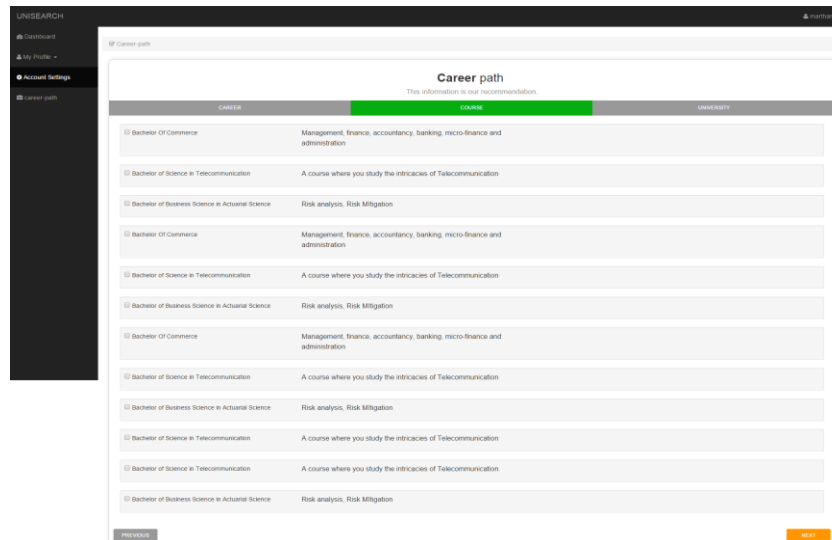 UNISEARCH
martha
Dashboard
Career-path
My Profile
Account Settings
career-path
Career path
This information is our recommendation.
CAREER
COURSE
UNIVERSITY
Bachelor Of Commerce
Management, finance, accountancy, banking, micro-finance and
administration
Bachelor of Science in Telecommunication
A course where you study the intricacies of Telecommunication
Bachelor of Business Science in Actuarial Science
Risk analysis, Risk MItigation
Bachelor Of Commerce
Management, finance, accountancy, banking, micro-finance and
administration
Bachelor of Science in Telecommunication
A course where you study the intricacies of Telecommunication
Bachelor of Business Science in Actuarial Science
Risk analysis, Risk MItigation
Bachelor Of Commerce
Management, finance, accountancy, banking, micro-finance and
administration
Bachelor of Science in Telecommunication
A course where you study the intricacies of Telecommunication
Bachelor of Business Science in Actuarial Science
Risk analysis, Risk MItigation
Bachelor of Science in Telecommunication
A course where you study the intricacies of Telecommunication
Bachelor of Science in Telecommunication
A course where you study the intricacies of Telecommunication
Bachelor of Business Science in Actuarial Science
Risk analysis, Risk MItigation
PREVIOUS
NEXT